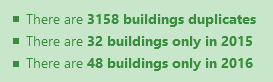 There are 3158 buildings duplicates
There are 32 buildings only in 2015
There are 48 buildings only in 2016